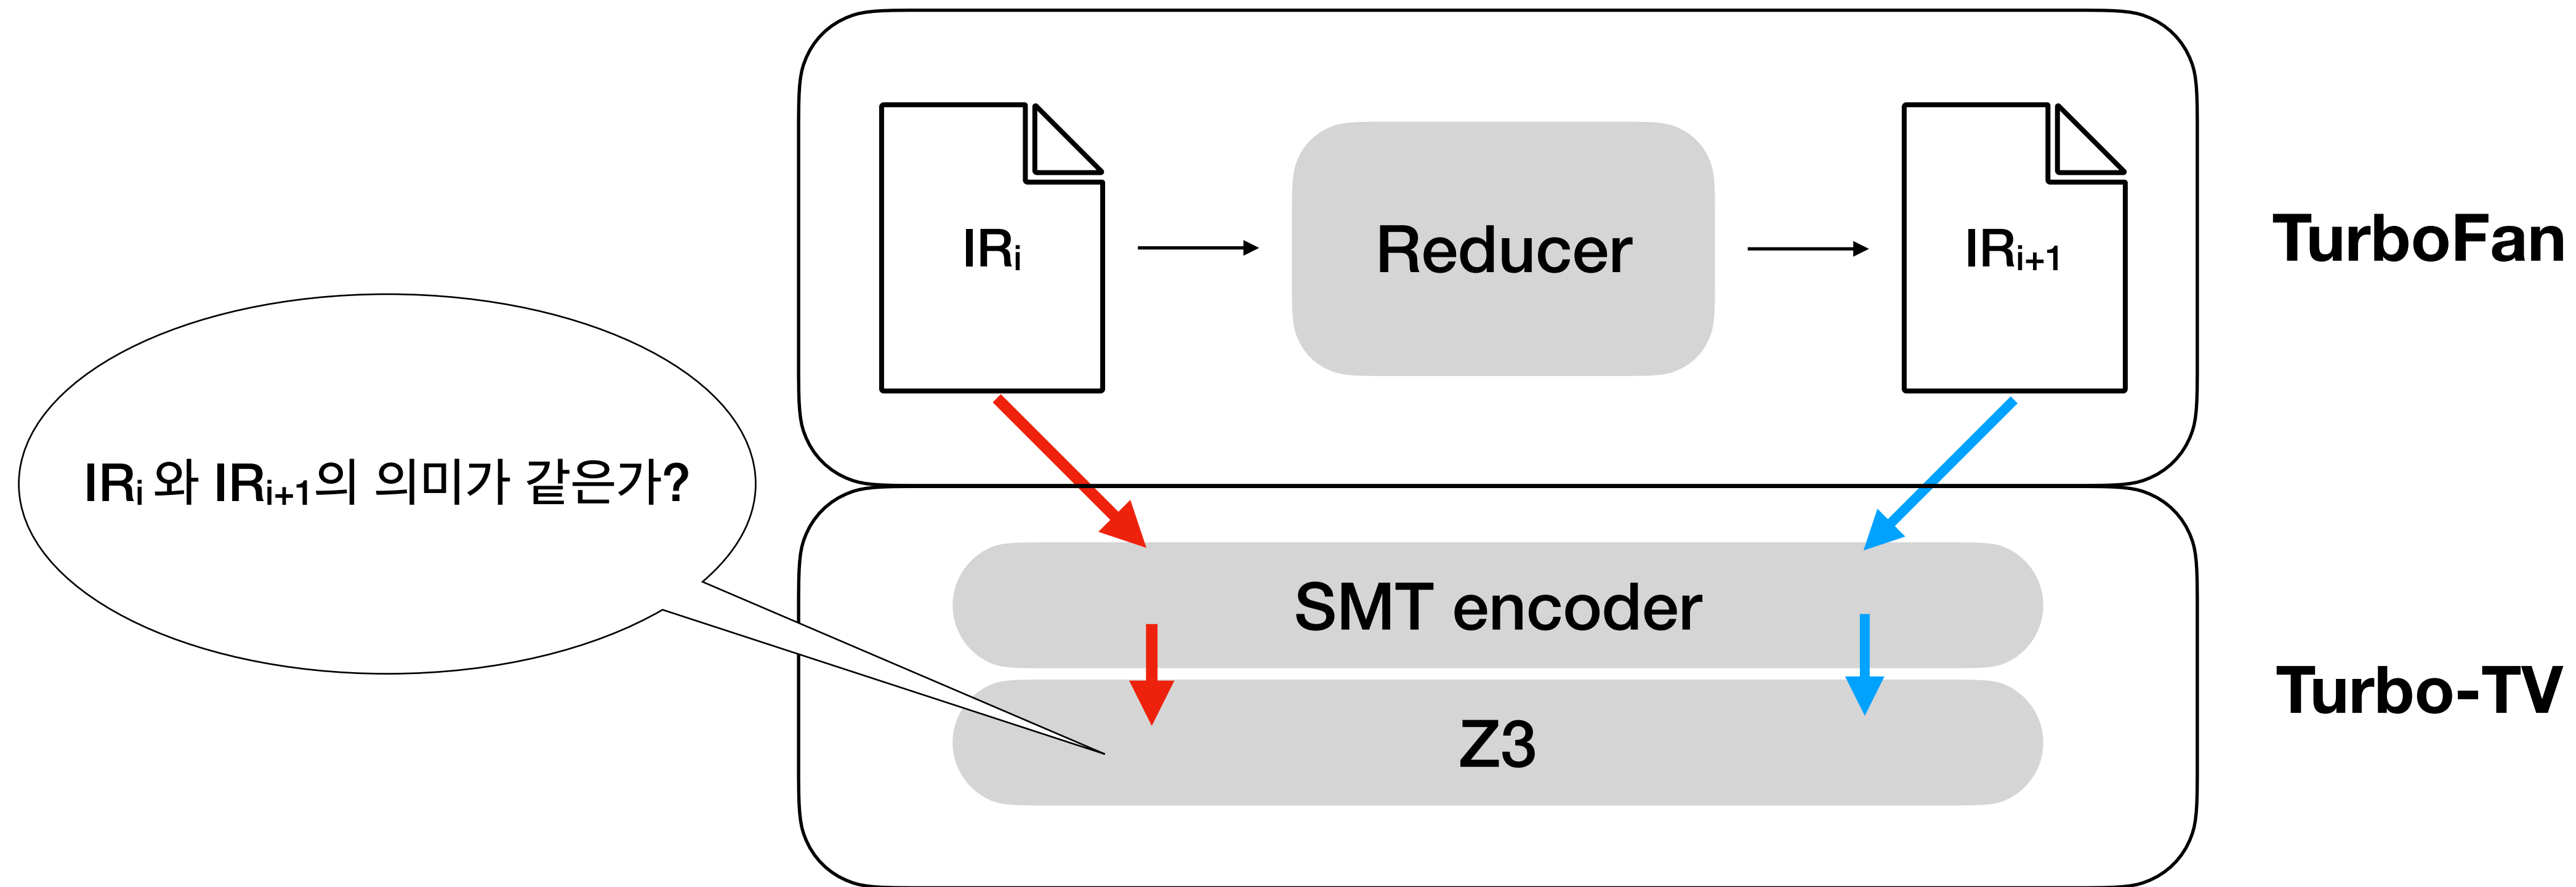 IRi
Reducer
IRi+1
TurboFan
IRi 와 IRi+1의 의미가 같은가?
SMT encoder
Turbo-TV
Z3